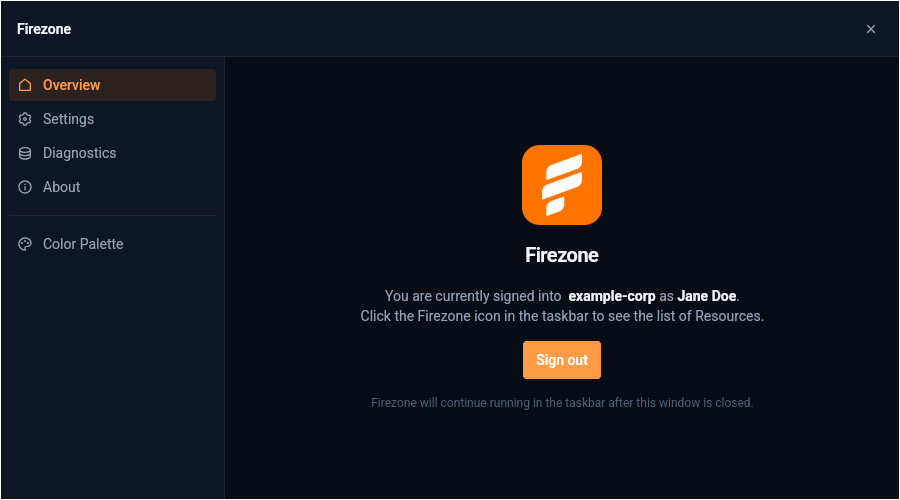 Firezone
Overview
Settings
Diagnostics
About
Color Palette
Firezone
You are currently signed into example-corp as Jane Doe.
Click the Firezone icon in the taskbar to see the list of Resources.
Sign out
Firezone will continue running in the taskbar after this window is closed.